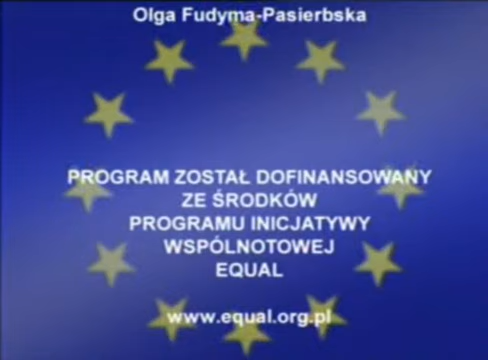 Olga Fudyma-Pasierbska
PROGRAM ZOSTAŁ DOFINANSOWANY
ZE ŚRODKÓW
PROGRAMU INICJATYWY
WSPÓLNOTOWEJ
EQUAL
www.equal.org.pl